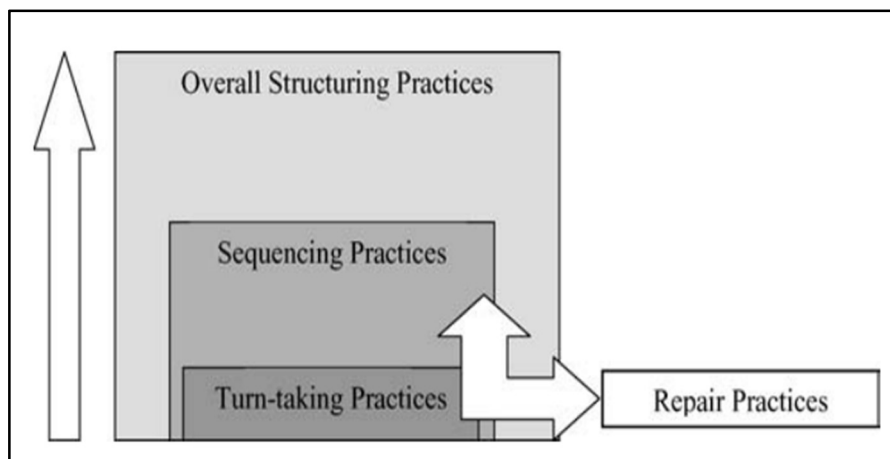 Overall Structuring Practices
Sequencing Practices
Turn-taking Practices
Repair Practices